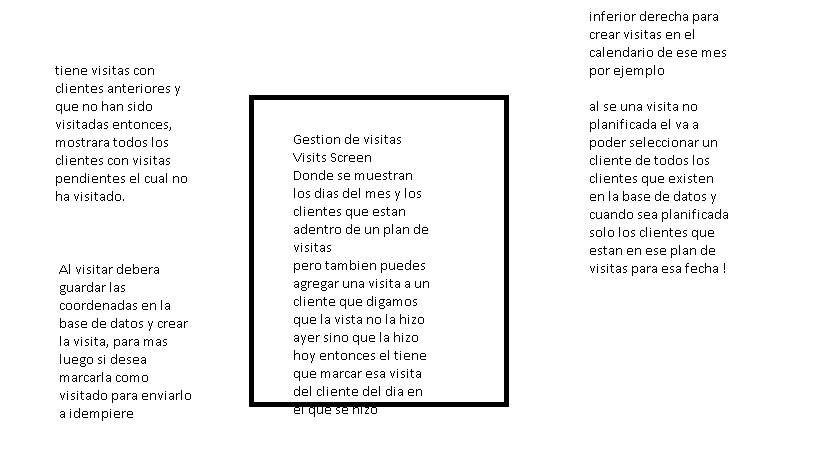 tiene visitas con
clientes anteriores y
que no han sido
visitadas entonces,
mostrara todos los
clientes con visitas
pendientes el cual no
ha visitado.
Al visitar debera
guardar las
coordenadas en la
base de datos y crear
la visita, para mas
luego si desea
marcarla como
visitado para enviarlo
a idempiere
Gestion de visitas
Visits Screen
Donde se muestran
los dias del mes y los
clientes que estan
adentro de un plan de
visitas
pero tambien puedes
agregar una visita a un
cliente que digamos
que la vista no la hizo
ayer sino que la hizo
hoy entonces el tiene
que marcar esa visita
del cliente del dia en
el que se hizo
inferior derecha para
crear visitas en el
calendario de ese mes
por ejemplo
al se una visita no
planificada el va a
poder seleccionar un
cliente de todos los
clientes que existen
en la base de datos y
cuando sea planificada
solo los clientes que
estan en ese plan de
visitas para esa fecha !